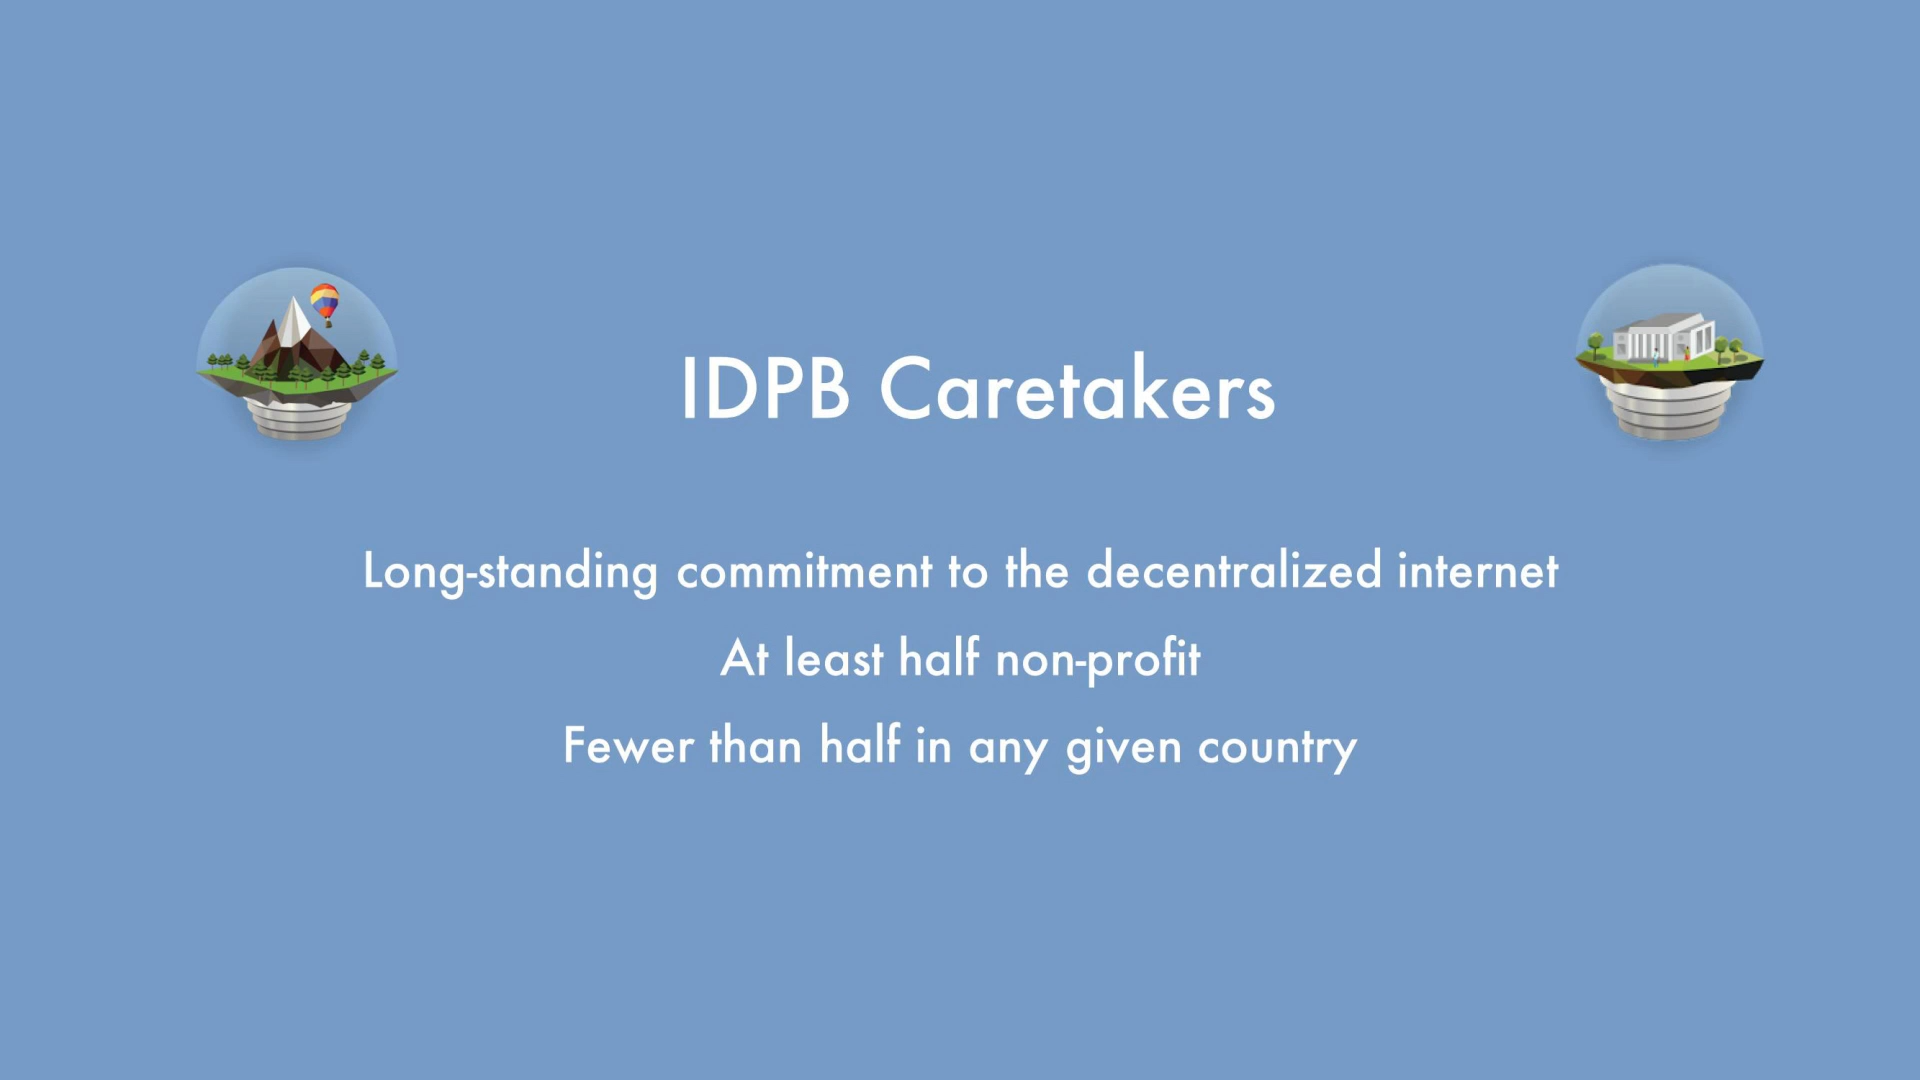 IDPB Caretakers
Long-standing commitment to the decentralized internet
At least half non-profit
Fewer than half in any given country